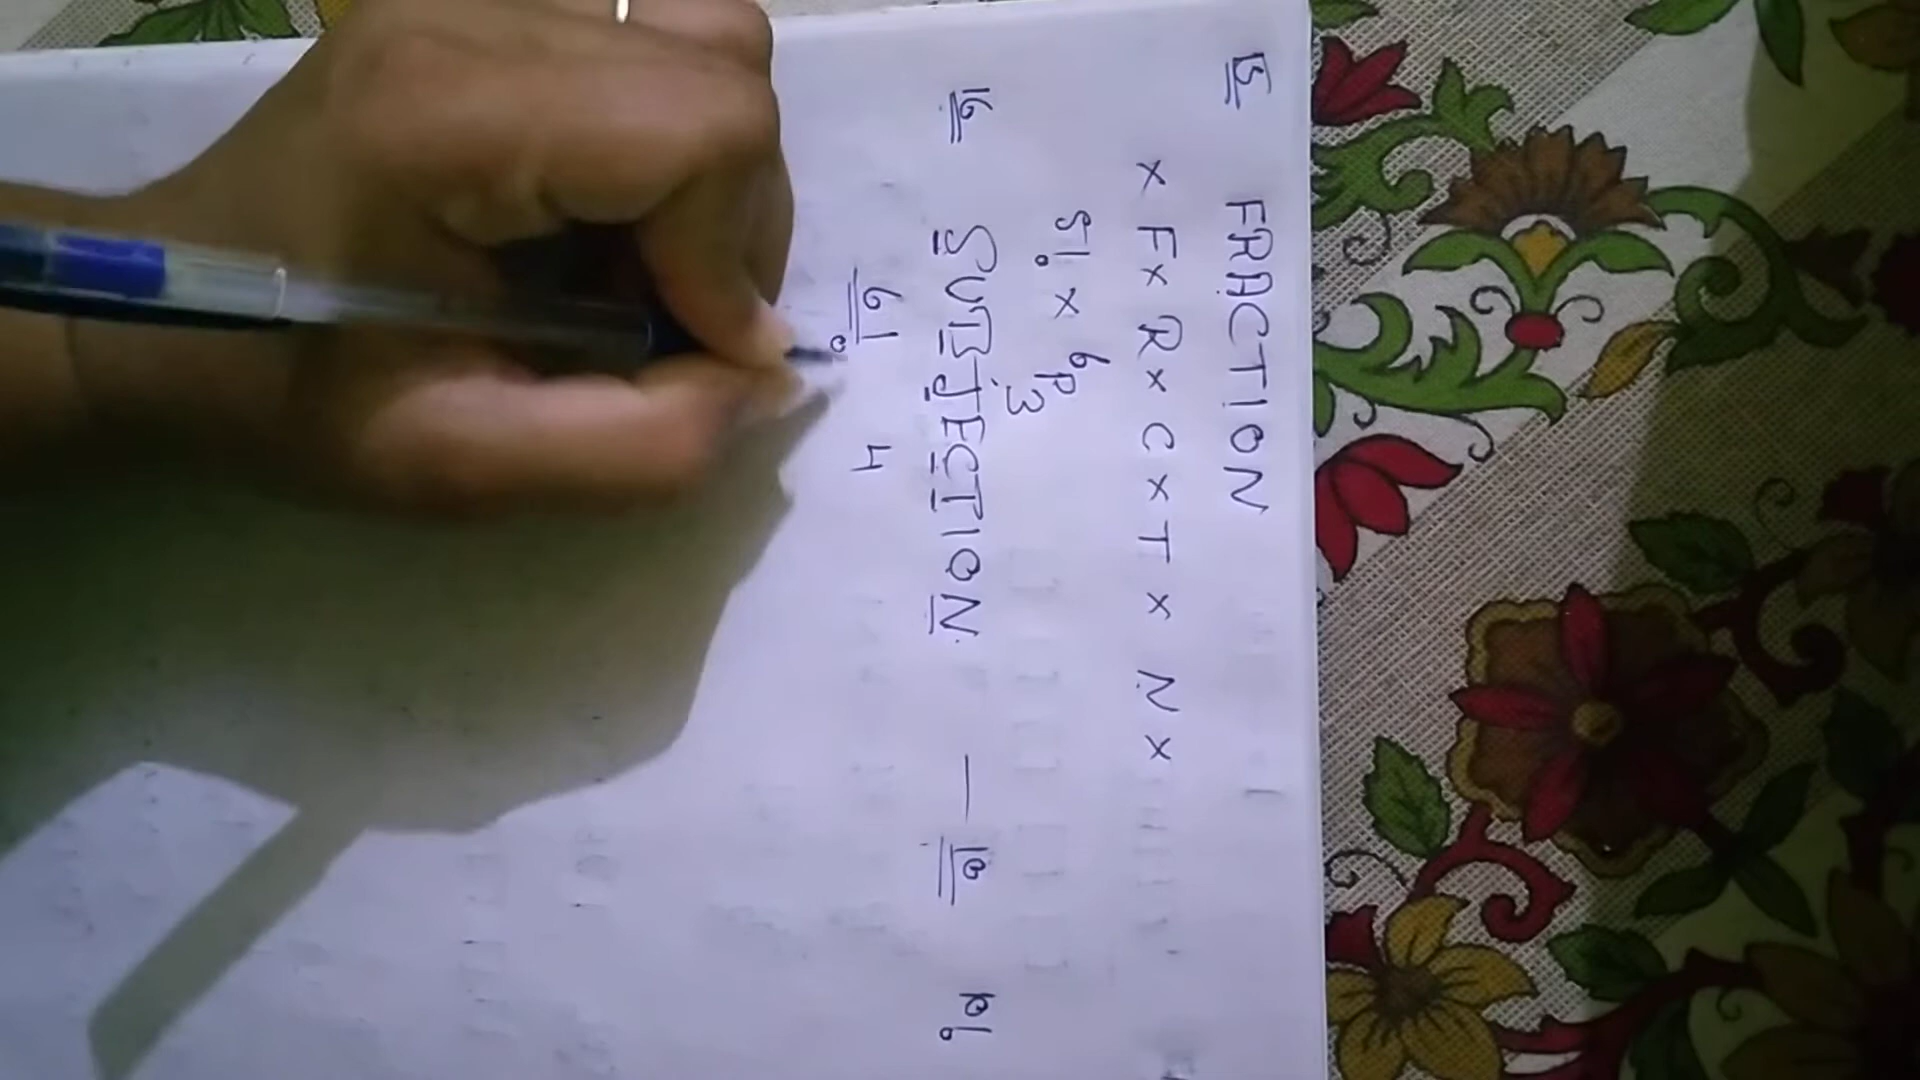 15 FRACTION
x F x R x C x T x N x
5! x 6P3
16 SUBJECTION — 10 10!
6! 4